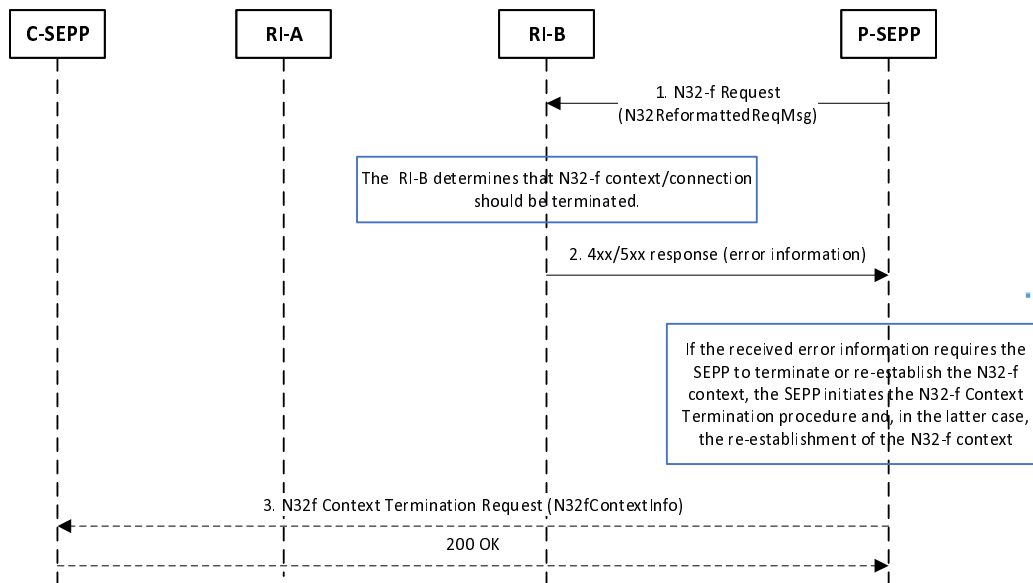 C-SEPP
RI-A
RI-B
P-SEPP
1. N32-f Request
(N32ReformattedReqMsg)
The RI-B determines that N32-f context/connection
should be terminated.
2. 4xx/5xx response (error information)
If the received error information requires the
SEPP to terminate or re-establish the N32-f
context, the SEPP initiates the N32-f Context
Termination procedure and, in the latter case,
the re-establishment of the N32-f context
3. N32f Context Termination Request (N32fContextInfo)
200 OK